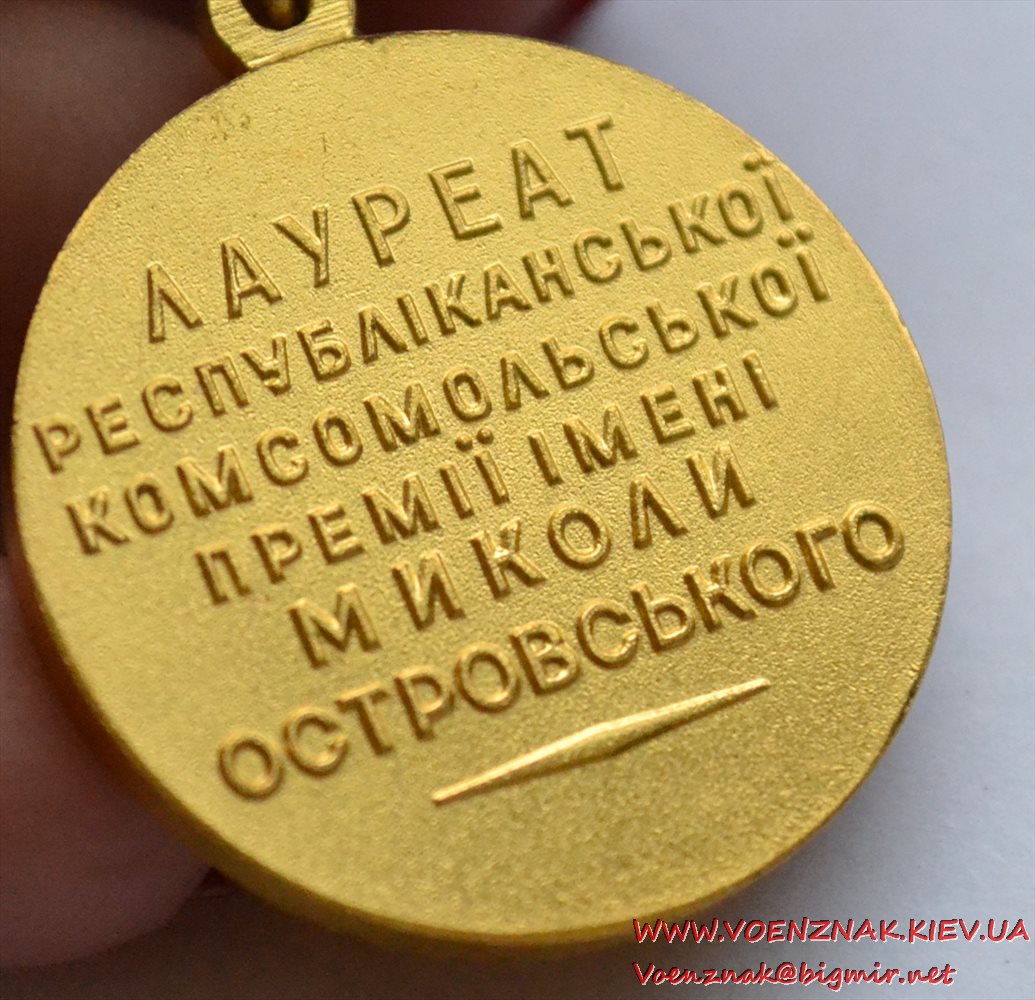 ЛАУРЕАТ
РЕСПУБЛІКАНСЬКОЇ
КОМСОМОЛЬСЬКОЇ
ПРЕМІЇ ІМЕНІ
МИКОЛИ
ОСТРОВСЬКОГО
WWW.VOENZNAK.KIEV.UA
Voenznak@bigmir.net